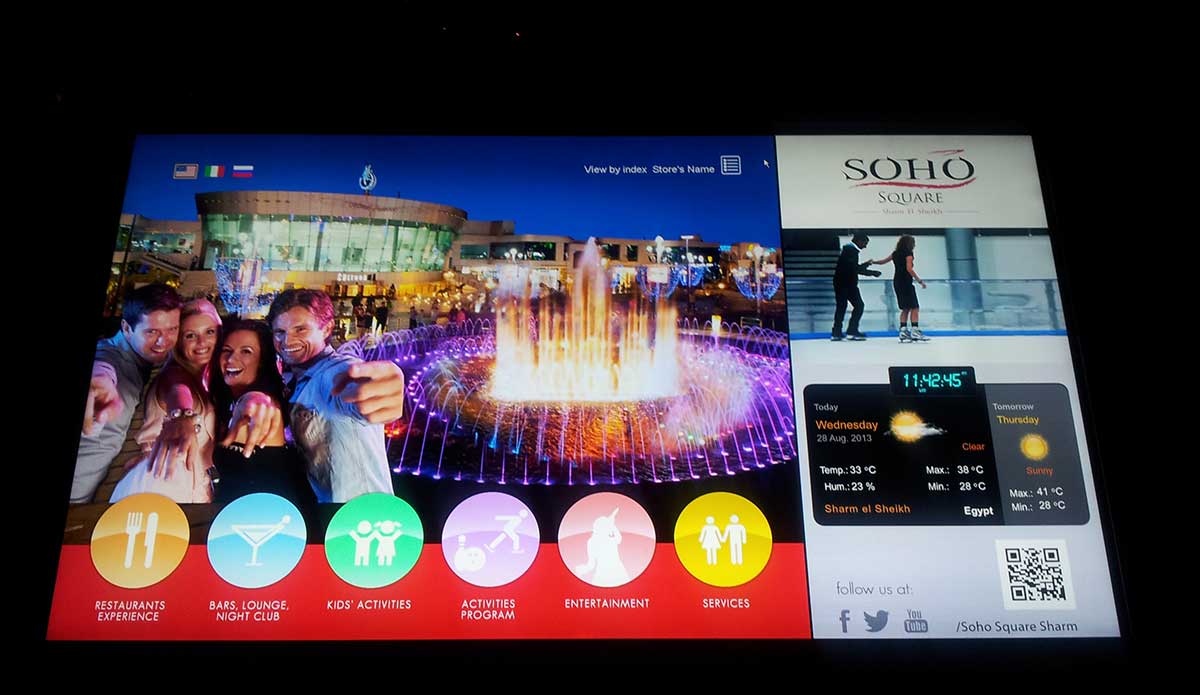 View by index Store's Name
SOHO
SQUARE
Sharm El Sheikh
11:42:45
Today
Wednesday
28 Aug. 2013
Clear
Temp.: 33 °C
Max.: 38 °C
Hum.: 23 %
Min.: 28 °C
Sharm el Sheikh
Egypt
Tomorrow
Thursday
Sunny
Max.: 41 °C
Min.: 28 °C
RESTAURANTS
EXPERIENCE
BARS, LOUNGE,
NIGHT CLUB
KIDS' ACTIVITIES
ACTIVITIES
PROGRAM
ENTERTAINMENT
SERVICES
follow us at:
f
You
Tube
/Soho Square Sharm